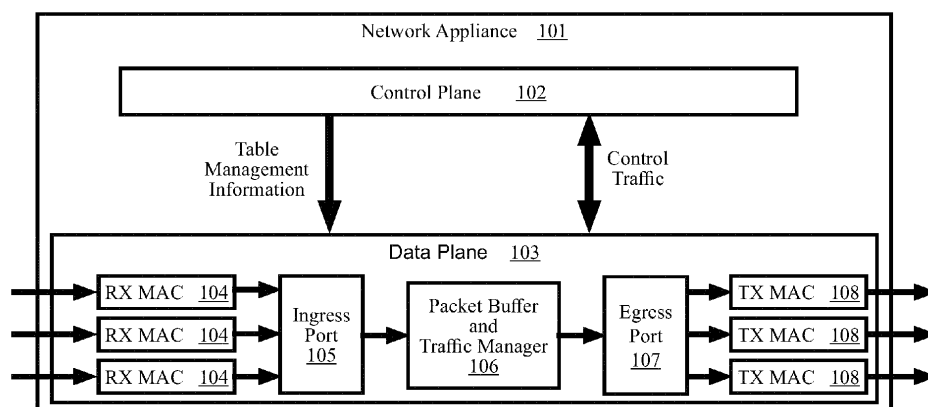 Network Appliance 101
Control Plane 102
Table
Management
Information
Control
Traffic
Data Plane 103
RX MAC 104
RX MAC 104
RX MAC 104
Ingress
Port
105
Packet Buffer
and
Traffic Manager
106
Egress
Port
107
TX MAC 108
TX MAC 108
TX MAC 108